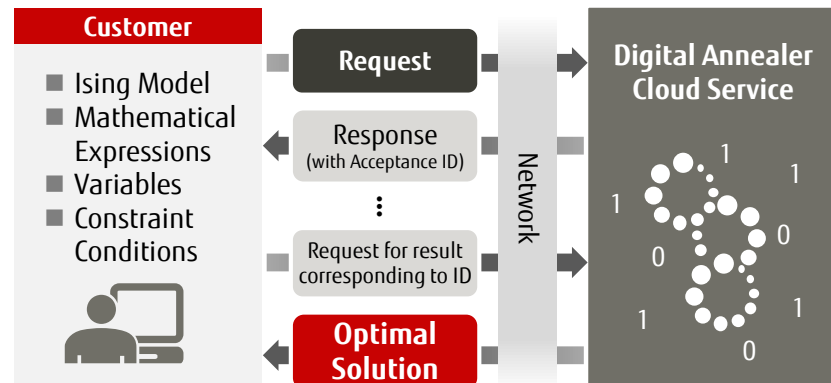 Customer
Ising Model
Mathematical
Expressions
Variables
Constraint
Conditions
Request
Response
(with Acceptance ID)
Request for result
corresponding to ID
Optimal
Solution
Network
Digital Annealer
Cloud Service
1
1
1
0
0
1
1
0